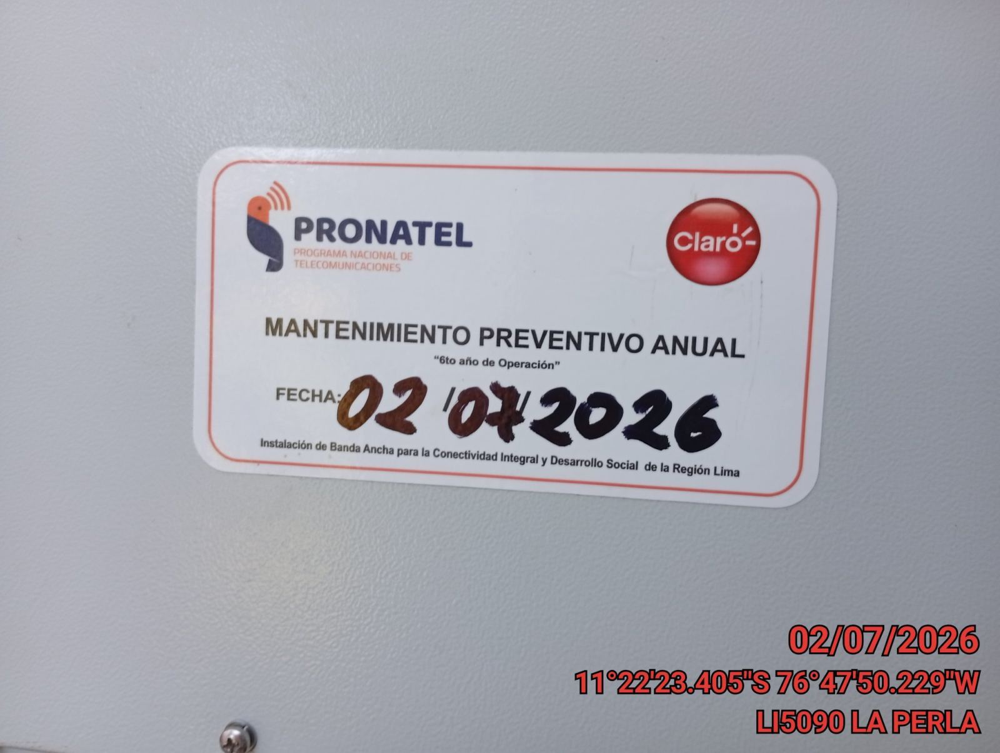 PRONATEL
PROGRAMA NACIONAL DE
TELECOMUNICACIONES
Claro
MANTENIMIENTO PREVENTIVO ANUAL
“6to año de Operación”
FECHA: 02/07/2026
Instalación de Banda Ancha para la Conectividad Integral y Desarrollo Social de la Región Lima
02/07/2026
11°22'23.405"S 76°47'50.229"W
LI5090 LA PERLA